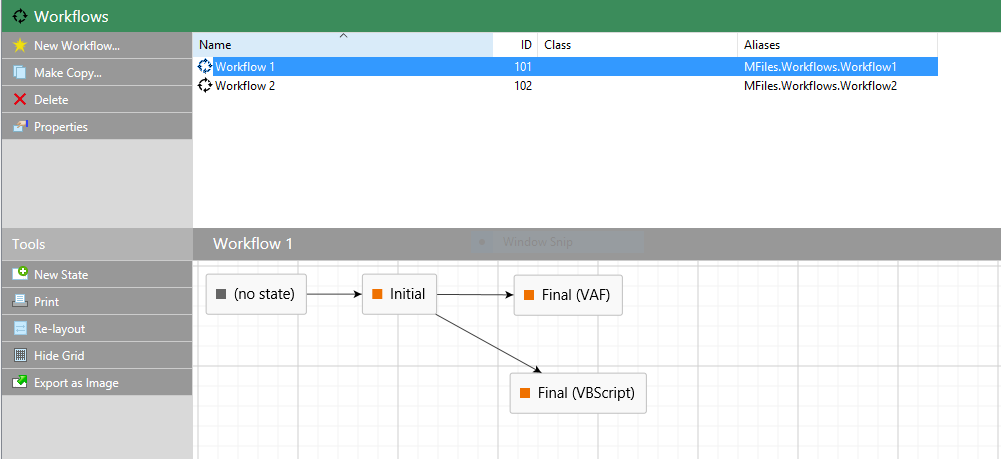 Workflows
New Workflow...
Make Copy...
Delete
Properties
Name ID Class Aliases
Workflow 1 101 MFiles.Workflows.Workflow1
Workflow 2 102 MFiles.Workflows.Workflow2
Tools
New State
Print
Re-layout
Hide Grid
Export as Image
Workflow 1
Window Snip
(no state)
Initial
Final (VAF)
Final (VBScript)